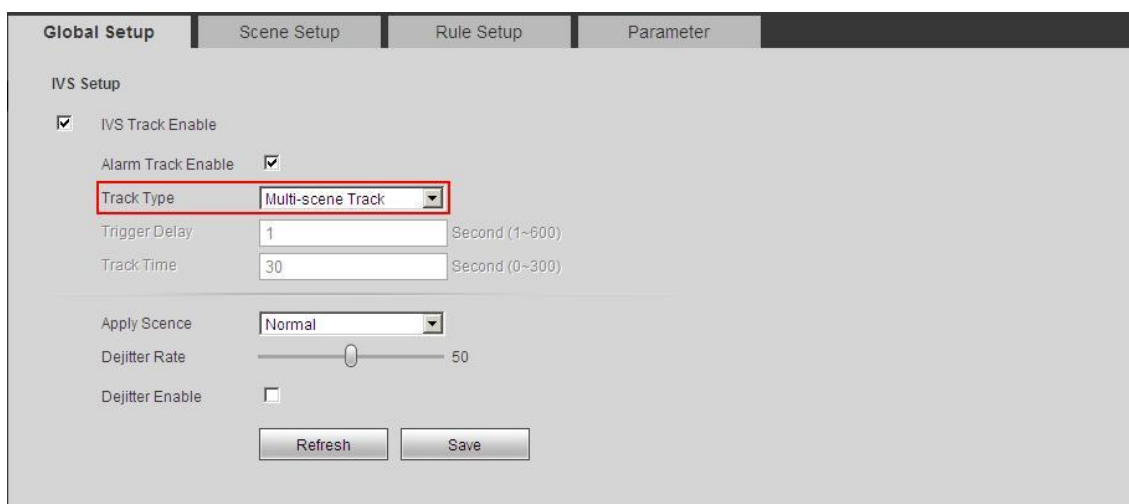 Global Setup Scene Setup Rule Setup Parameter
IVS Setup
IVS Track Enable
Alarm Track Enable
Track Type Multi-scene Track
Trigger Delay 1 Second (1~600)
Track Time 30 Second (0~300)
Apply Scence Normal
Dejitter Rate 50
Dejitter Enable
Refresh Save